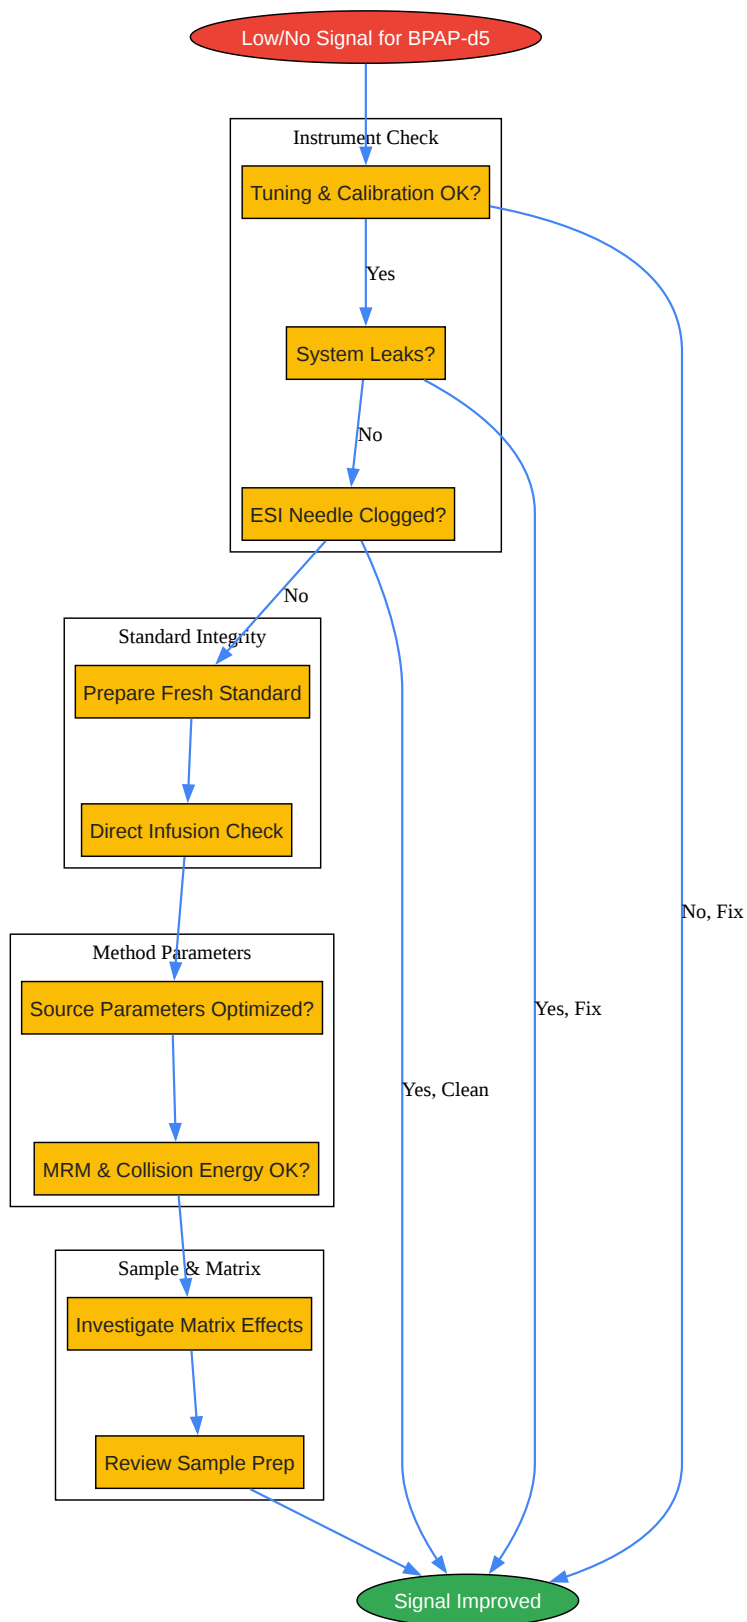 Low/No Signal for BPAP-d5
Instrument Check
Tuning & Calibration OK?
Yes
System Leaks?
No
ESI Needle Clogged?
No
Standard Integrity
Prepare Fresh Standard
Direct Infusion Check
No, Fix
Method Parameters
Source Parameters Optimized?
Yes, Fix
Yes, Clean
MRM & Collision Energy OK?
Sample & Matrix
Investigate Matrix Effects
Review Sample Prep
Signal Improved